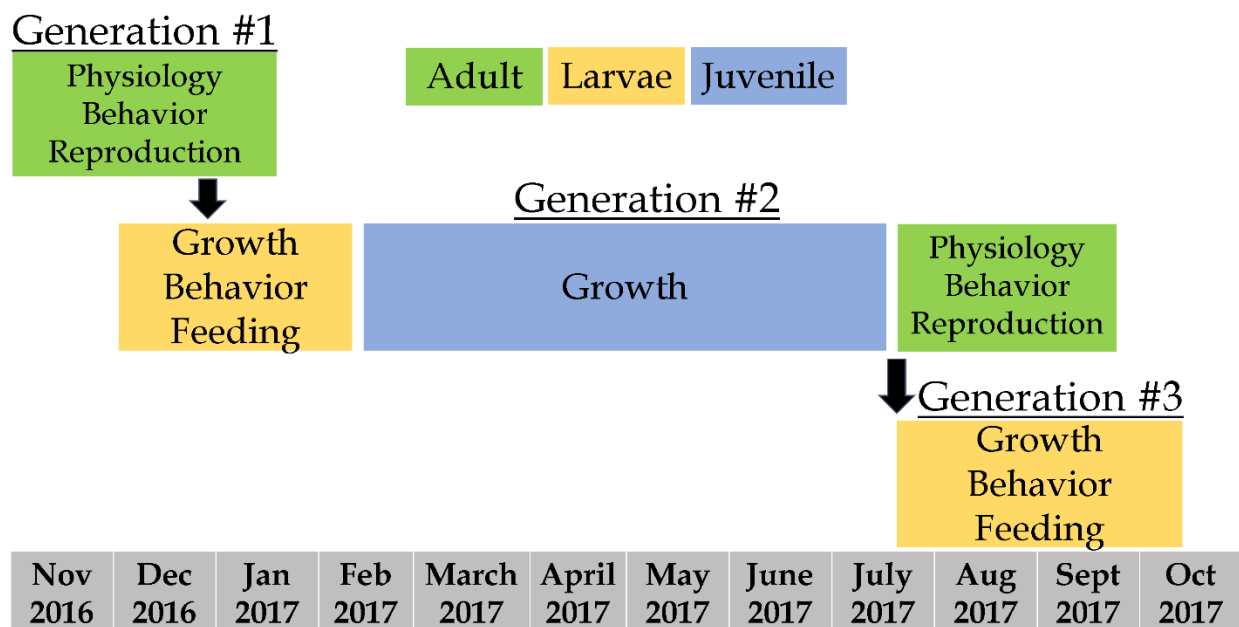 Generation #1
Physiology
Behavior
Reproduction
Adult
Larvae
Juvenile
Generation #2
Growth
Behavior
Feeding
Growth
Physiology
Behavior
Reproduction
Generation #3
Growth
Behavior
Feeding
Nov Dec Jan Feb March April May June July Aug Sept Oct
2016 2016 2017 2017 2017 2017 2017 2017 2017 2017 2017 2017